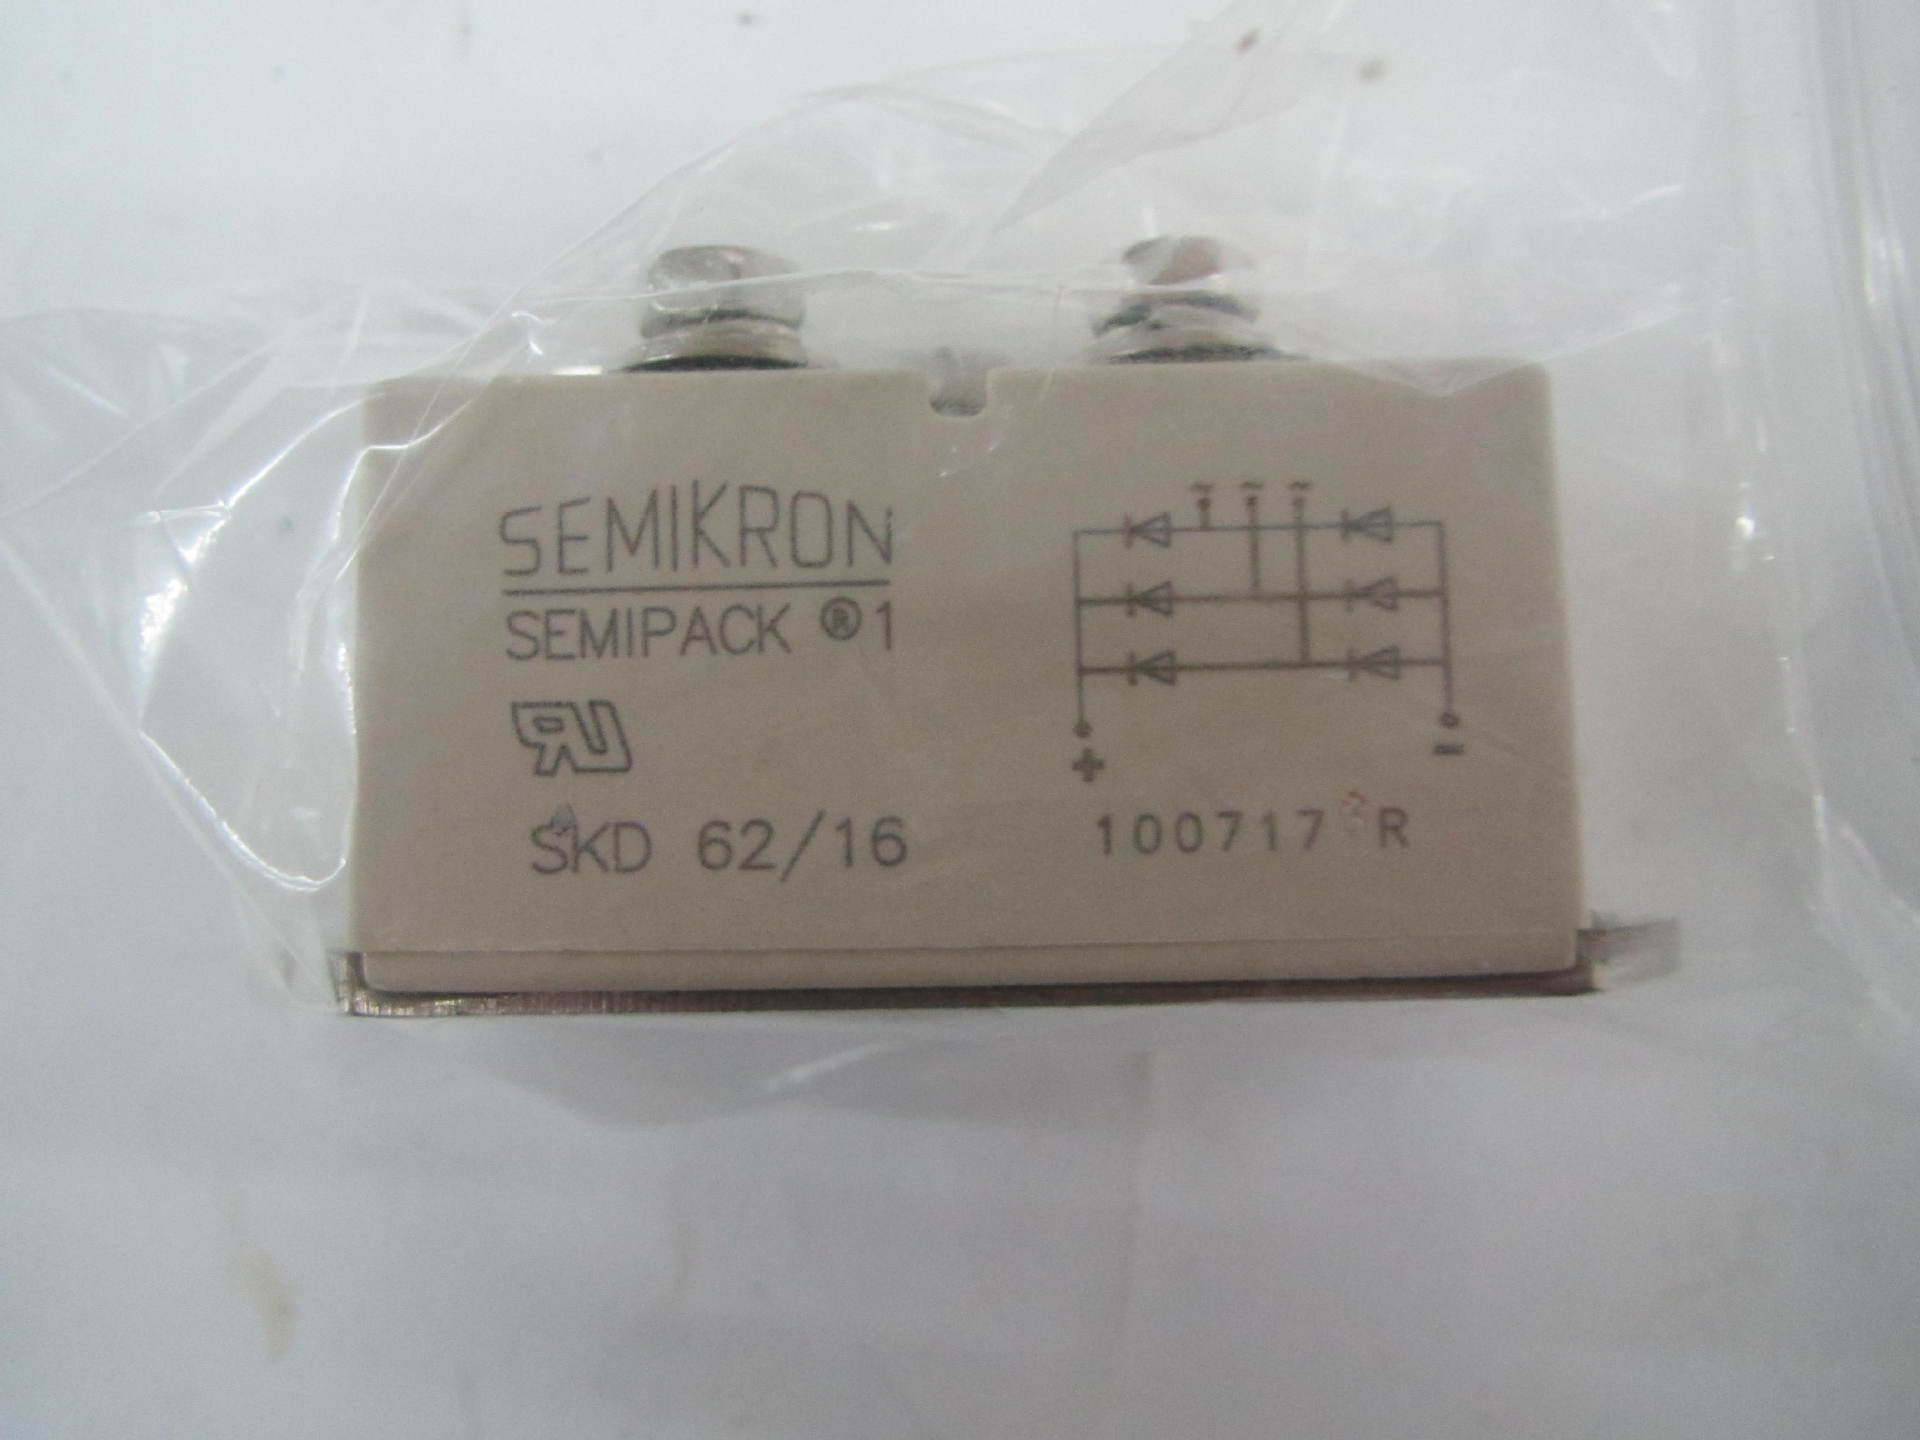 SEMIKRON
SEMIPACK ® 1
SKD 62/16
~ ~ ~
+ −
100717 R